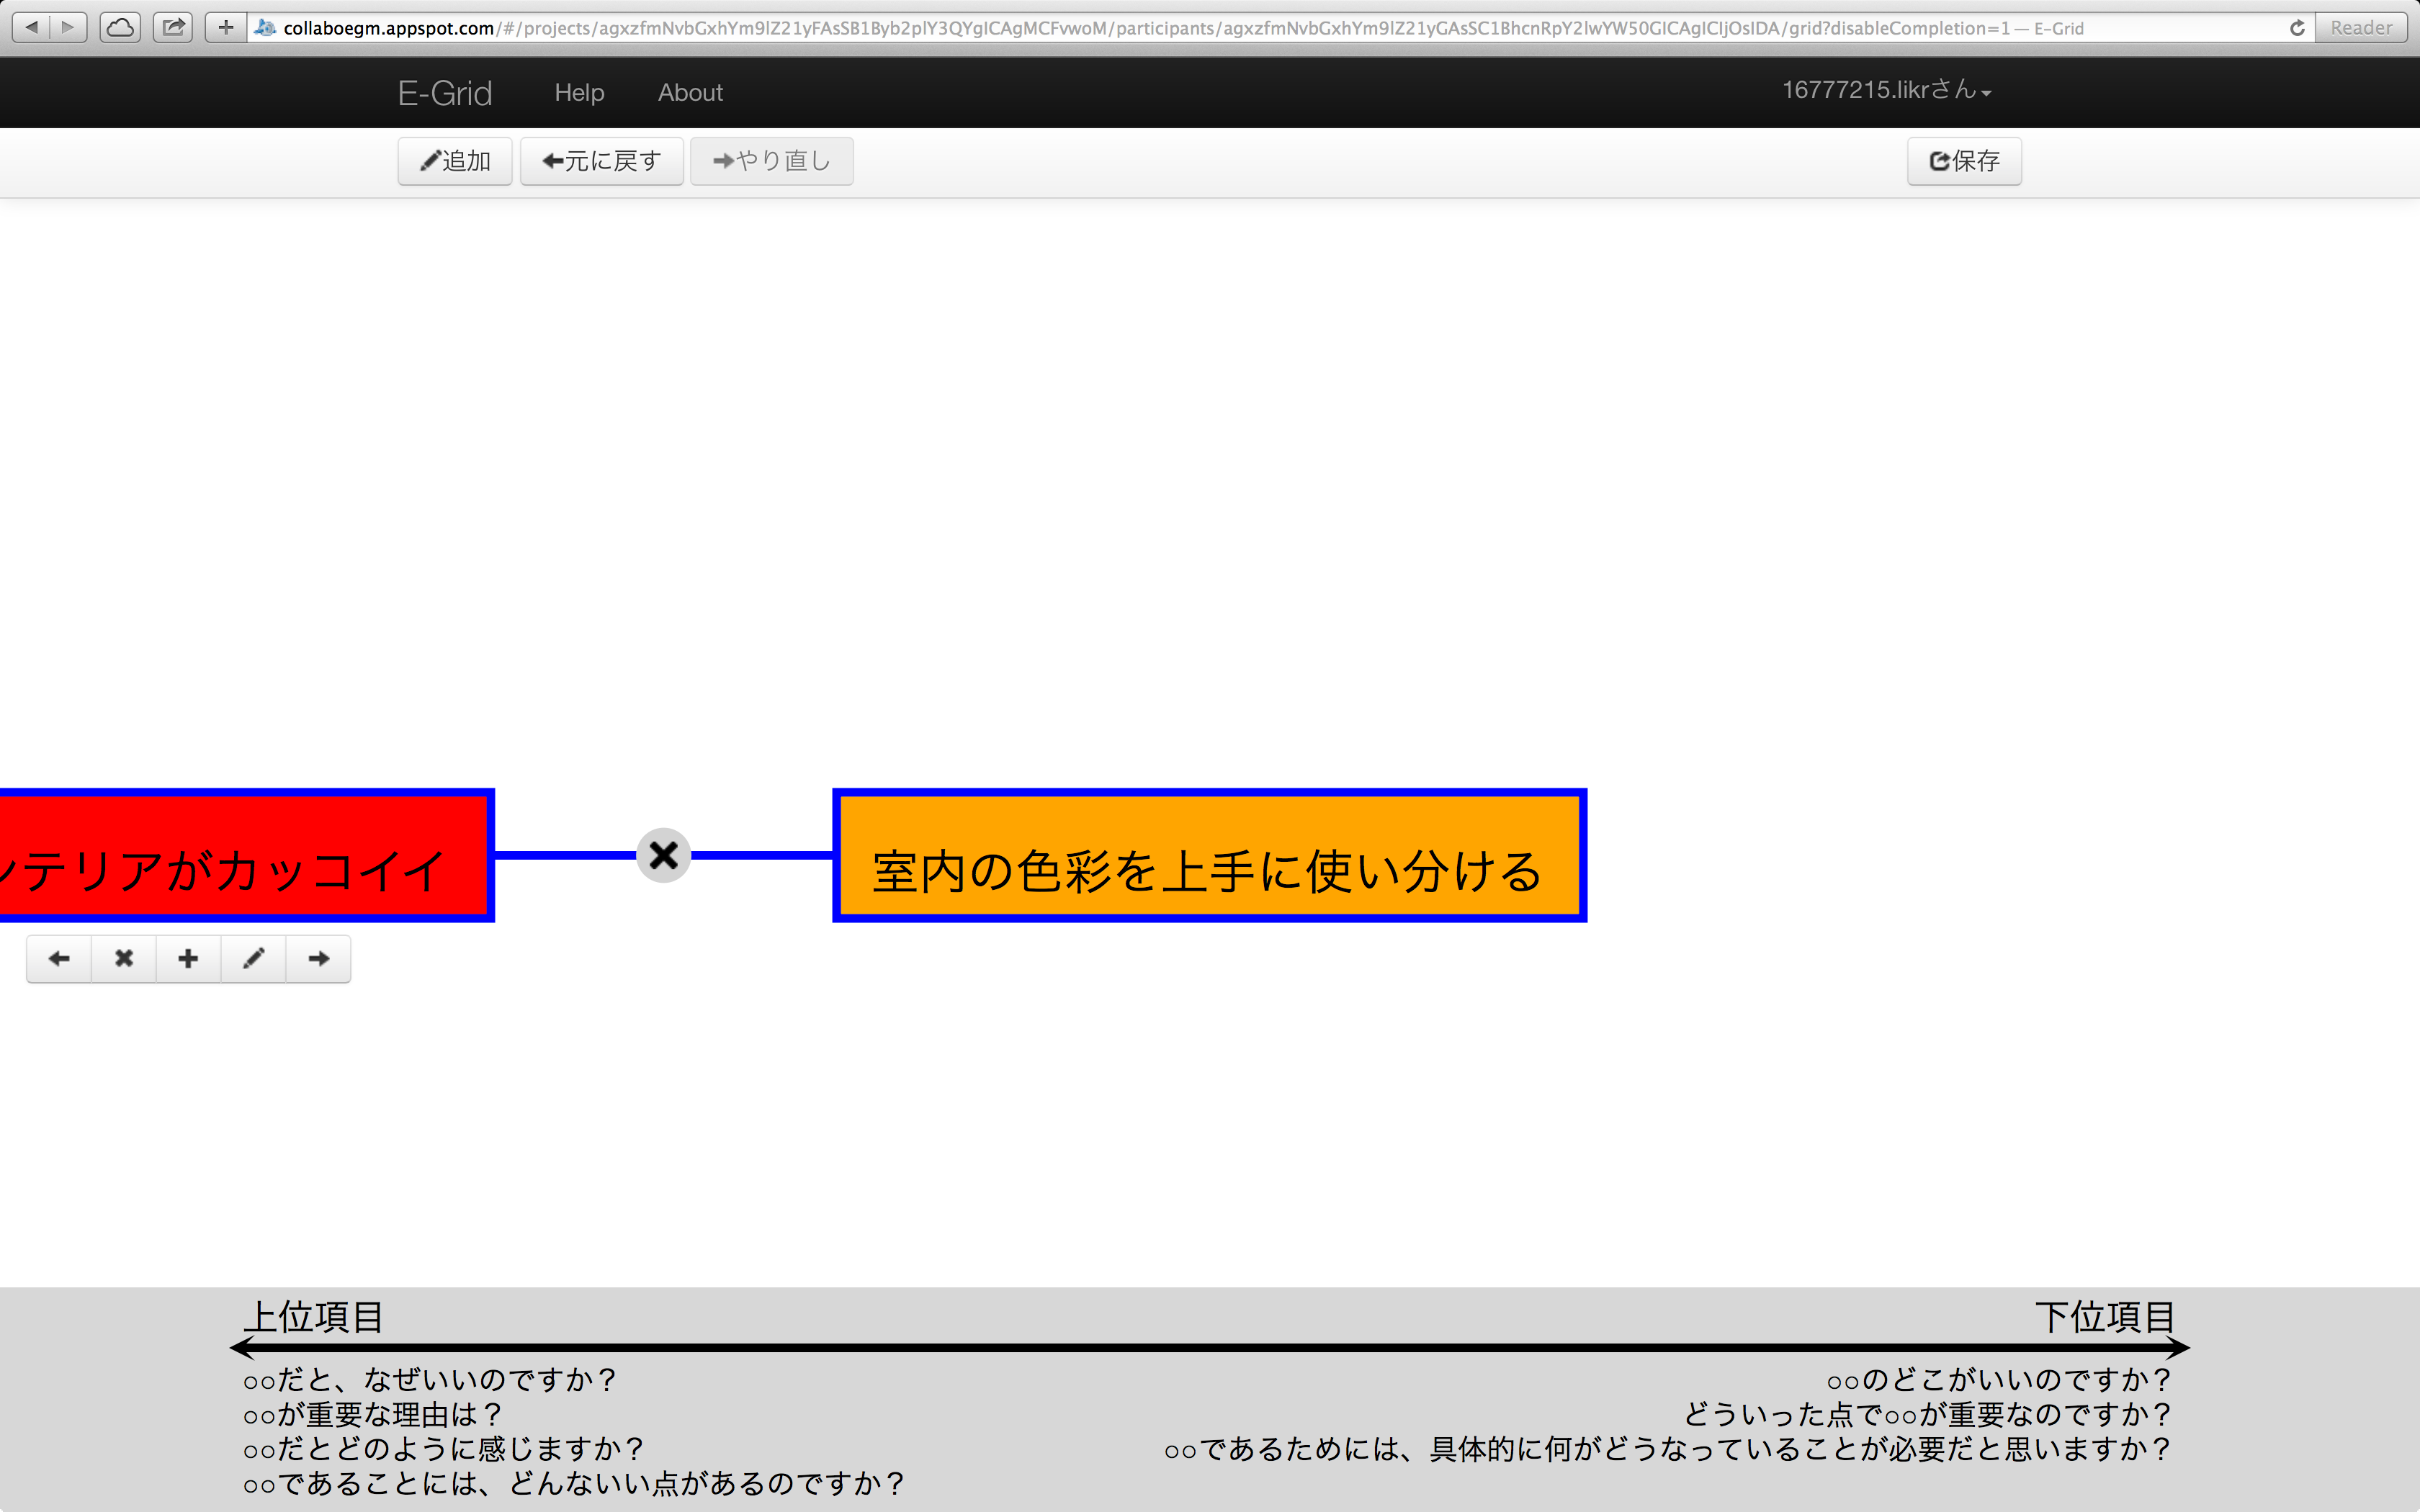 collaboegm.appspot.com/#/projects/agxzfmNvbGxhYm9lZ21yFAsSB1Byb2plY3QYgICAgMCFvwoM/participants/agxzfmNvbGxhYm9lZ21yGAsSC1BhcnRpY2lwYW50GICAgICIjOsIDA/grid?disableCompletion=1 — E-Grid
Reader
E-Grid Help About 16777215.likrさん
追加 元に戻す やり直し 保存
ンテリアがカッコイイ
室内の色彩を上手に使い分ける
上位項目
下位項目
○○だと、なぜいいのですか？
○○が重要な理由は？
○○だとどのように感じますか？
○○であることには、どんないい点があるのですか？
○○のどこがいいのですか？
どういった点で○○が重要なのですか？
○○であるためには、具体的に何がどうなっていることが必要だと思いますか？